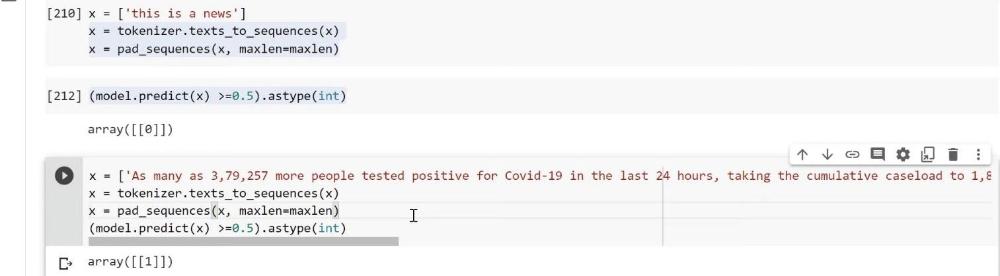 [210] x = ['this is a news']
x = tokenizer.texts_to_sequences(x)
x = pad_sequences(x, maxlen=maxlen)
[212] (model.predict(x) >=0.5).astype(int)
array([[0]])
x = ['As many as 3,79,257 more people tested positive for Covid-19 in the last 24 hours, taking the cumulative caseload to 1,8
x = tokenizer.texts_to_sequences(x)
x = pad_sequences(x, maxlen=maxlen)
(model.predict(x) >=0.5).astype(int)
array([[1]])